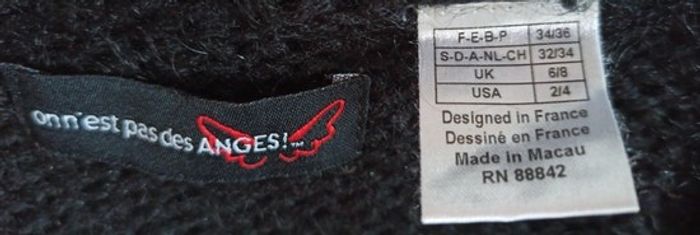 on n'est pas des ANGES!...
F-E-B-P 34/36
S-D-A-NL-CH 32/34
UK 6/8
USA 2/4
Designed in France
Dessiné en France
Made In Macau
RN 88842